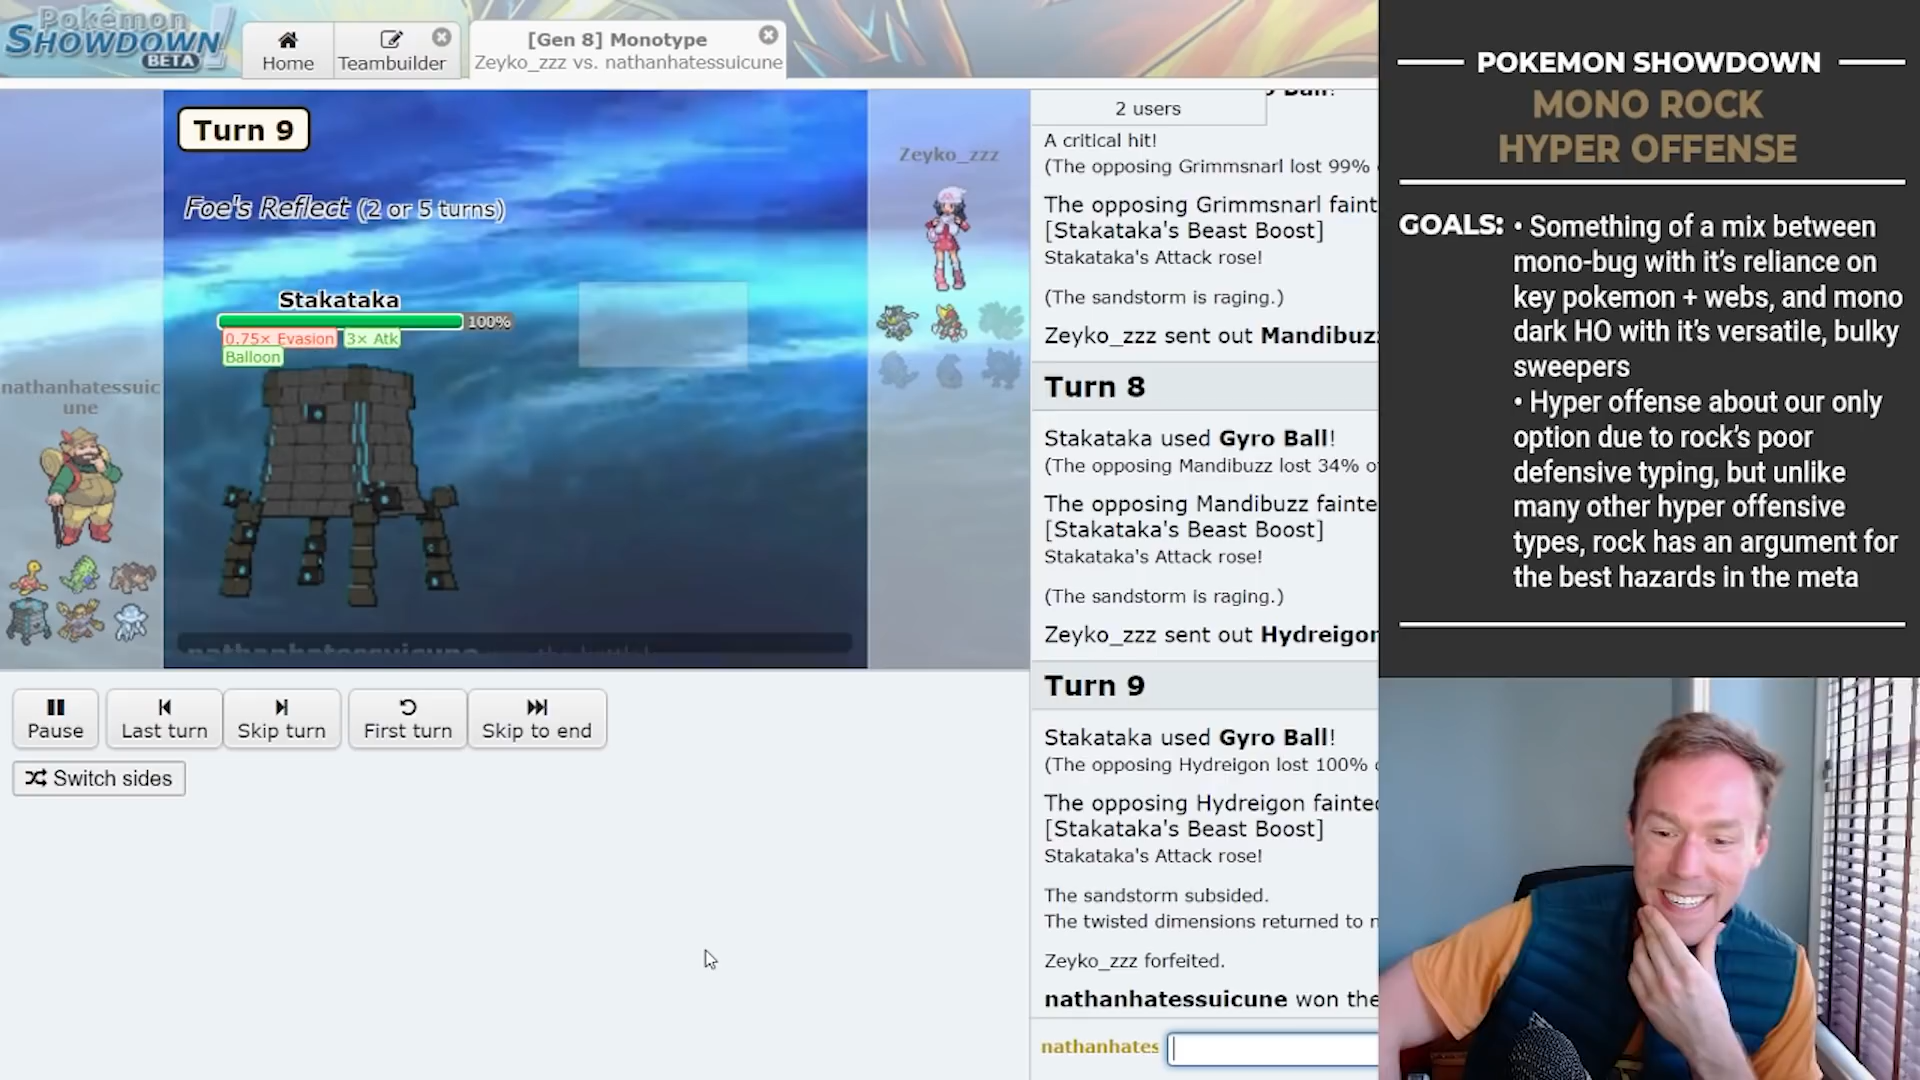 Pokémon
SHOWDOWN!
BETA
Home
Teambuilder
[Gen 8] Monotype
Zeyko_zzz vs. nathanhatessuicune
Turn 9
Foe's Reflect (2 or 5 turns)
Stakataka
100%
0.75× Evasion
3× Atk
Balloon
nathanhatessuic
une
Zeyko_zzz
2 users
A critical hit!
(The opposing Grimmsnarl lost 99%
The opposing Grimmsnarl faint
[Stakataka's Beast Boost]
Stakataka's Attack rose!
(The sandstorm is raging.)
Zeyko_zzz sent out Mandibuz
Turn 8
Stakataka used Gyro Ball!
(The opposing Mandibuzz lost 34% o
The opposing Mandibuzz fainte
[Stakataka's Beast Boost]
Stakataka's Attack rose!
(The sandstorm is raging.)
Zeyko_zzz sent out Hydreigon
Turn 9
Stakataka used Gyro Ball!
(The opposing Hydreigon lost 100%
The opposing Hydreigon fainted
[Stakataka's Beast Boost]
Stakataka's Attack rose!
The sandstorm subsided.
The twisted dimensions returned to n
Zeyko_zzz forfeited.
nathanhatessuicune won the
nathanhates
Pause
Last turn
Skip turn
First turn
Skip to end
Switch sides
POKEMON SHOWDOWN
MONO ROCK
HYPER OFFENSE
GOALS: • Something of a mix between
mono-bug with it's reliance on
key pokemon + webs, and mono
dark HO with it's versatile, bulky
sweepers
• Hyper offense about our only
option due to rock's poor
defensive typing, but unlike
many other hyper offensive
types, rock has an argument for
the best hazards in the meta